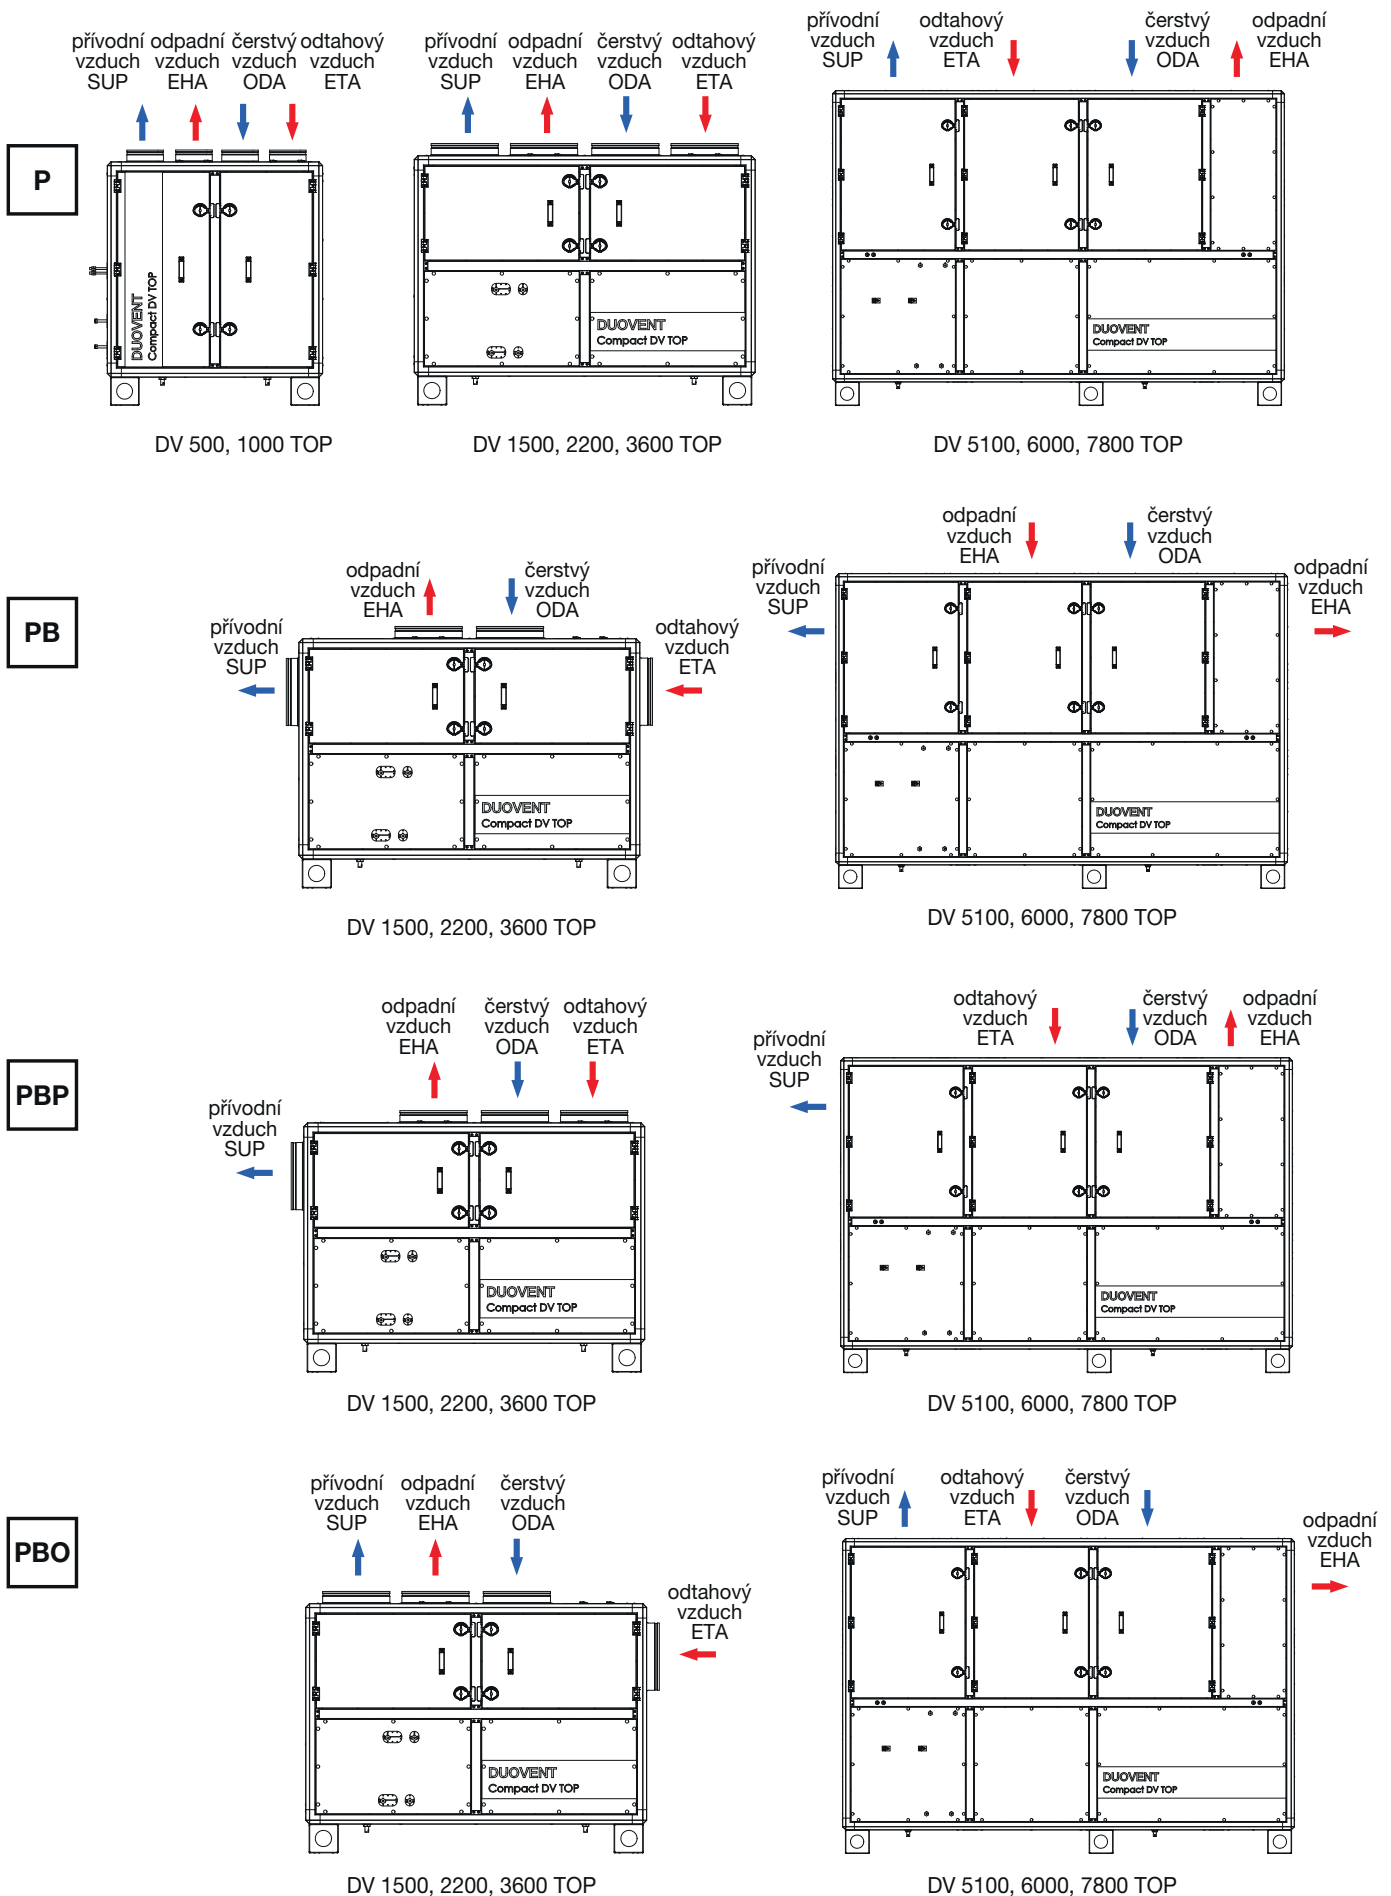 P
přívodní
vzduch
SUP
odpadní
vzduch
EHA
čerstvý
vzduch
ODA
odtahový
vzduch
ETA
DUOVENT
Compact DV TOP
DV 500, 1000 TOP
přívodní
vzduch
SUP
odpadní
vzduch
EHA
čerstvý
vzduch
ODA
odtahový
vzduch
ETA
DUOVENT
Compact DV TOP
DV 1500, 2200, 3600 TOP
přívodní
vzduch
SUP
odtahový
vzduch
ETA
čerstvý
vzduch
ODA
odpadní
vzduch
EHA
DUOVENT
Compact DV TOP
DV 5100, 6000, 7800 TOP
PB
přívodní
vzduch
SUP
odpadní
vzduch
EHA
čerstvý
vzduch
ODA
odtahový
vzduch
ETA
DUOVENT
Compact DV TOP
DV 1500, 2200, 3600 TOP
přívodní
vzduch
SUP
odpadní
vzduch
EHA
čerstvý
vzduch
ODA
odpadní
vzduch
EHA
DUOVENT
Compact DV TOP
DV 5100, 6000, 7800 TOP
PBP
přívodní
vzduch
SUP
odpadní
vzduch
EHA
čerstvý
vzduch
ODA
odtahový
vzduch
ETA
DUOVENT
Compact DV TOP
DV 1500, 2200, 3600 TOP
přívodní
vzduch
SUP
odtahový
vzduch
ETA
čerstvý
vzduch
ODA
odpadní
vzduch
EHA
DUOVENT
Compact DV TOP
DV 5100, 6000, 7800 TOP
PBO
přívodní
vzduch
SUP
odpadní
vzduch
EHA
čerstvý
vzduch
ODA
odtahový
vzduch
ETA
DUOVENT
Compact DV TOP
DV 1500, 2200, 3600 TOP
přívodní
vzduch
SUP
odtahový
vzduch
ETA
čerstvý
vzduch
ODA
odpadní
vzduch
EHA
DUOVENT
Compact DV TOP
DV 5100, 6000, 7800 TOP